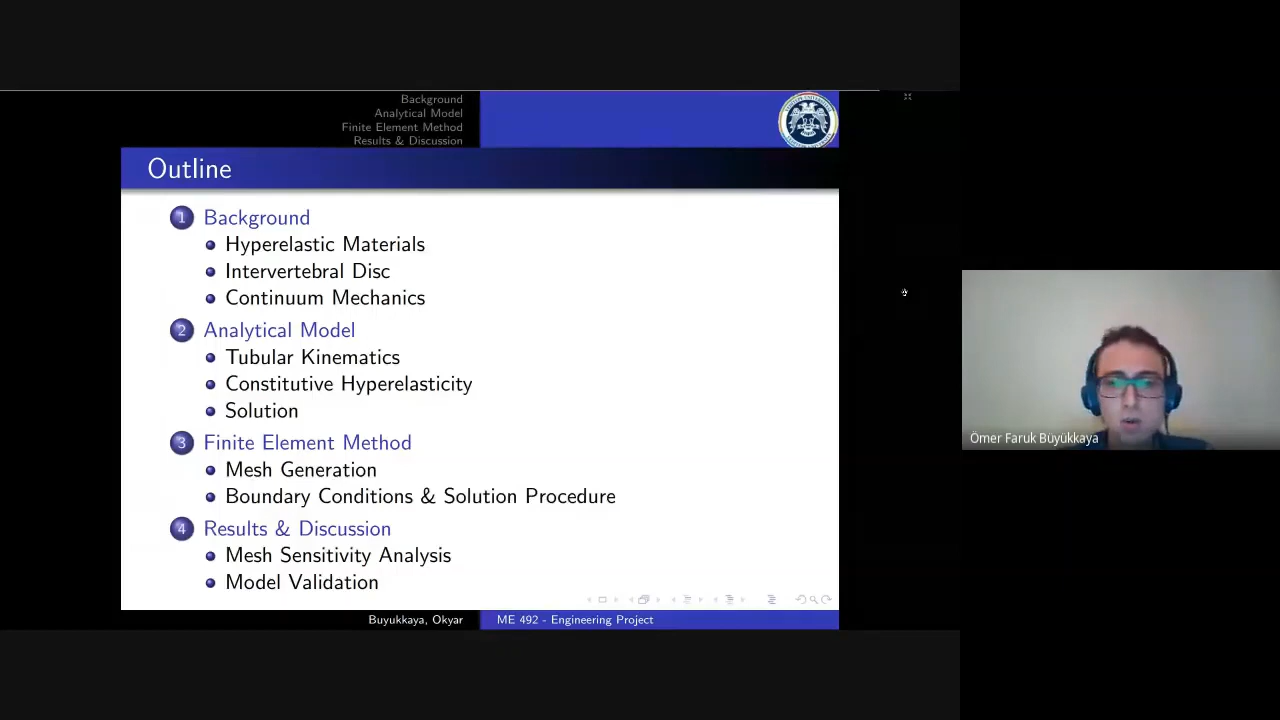 Background
Analytical Model
Finite Element Method
Results & Discussion
Outline
1 Background
Hyperelastic Materials
Intervertebral Disc
Continuum Mechanics
2 Analytical Model
Tubular Kinematics
Constitutive Hyperelasticity
Solution
3 Finite Element Method
Mesh Generation
Boundary Conditions & Solution Procedure
4 Results & Discussion
Mesh Sensitivity Analysis
Model Validation
Buyukkaya, Okyar
ME 492 - Engineering Project
Ömer Faruk Büyükkaya